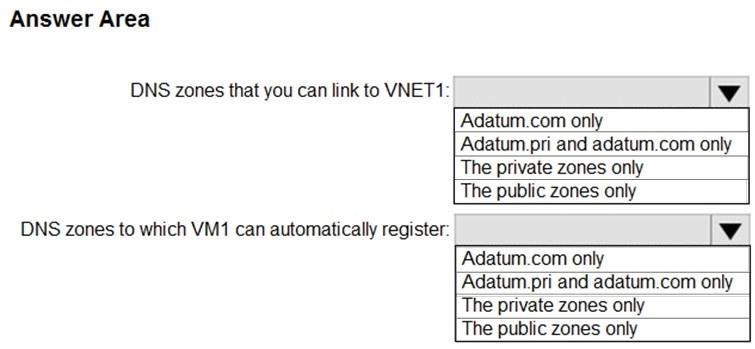 Answer Area
DNS zones that you can link to VNET1:
Adatum.com only
Adatum.pri and adatum.com only
The private zones only
The public zones only
DNS zones to which VM1 can automatically register:
Adatum.com only
Adatum.pri and adatum.com only
The private zones only
The public zones only